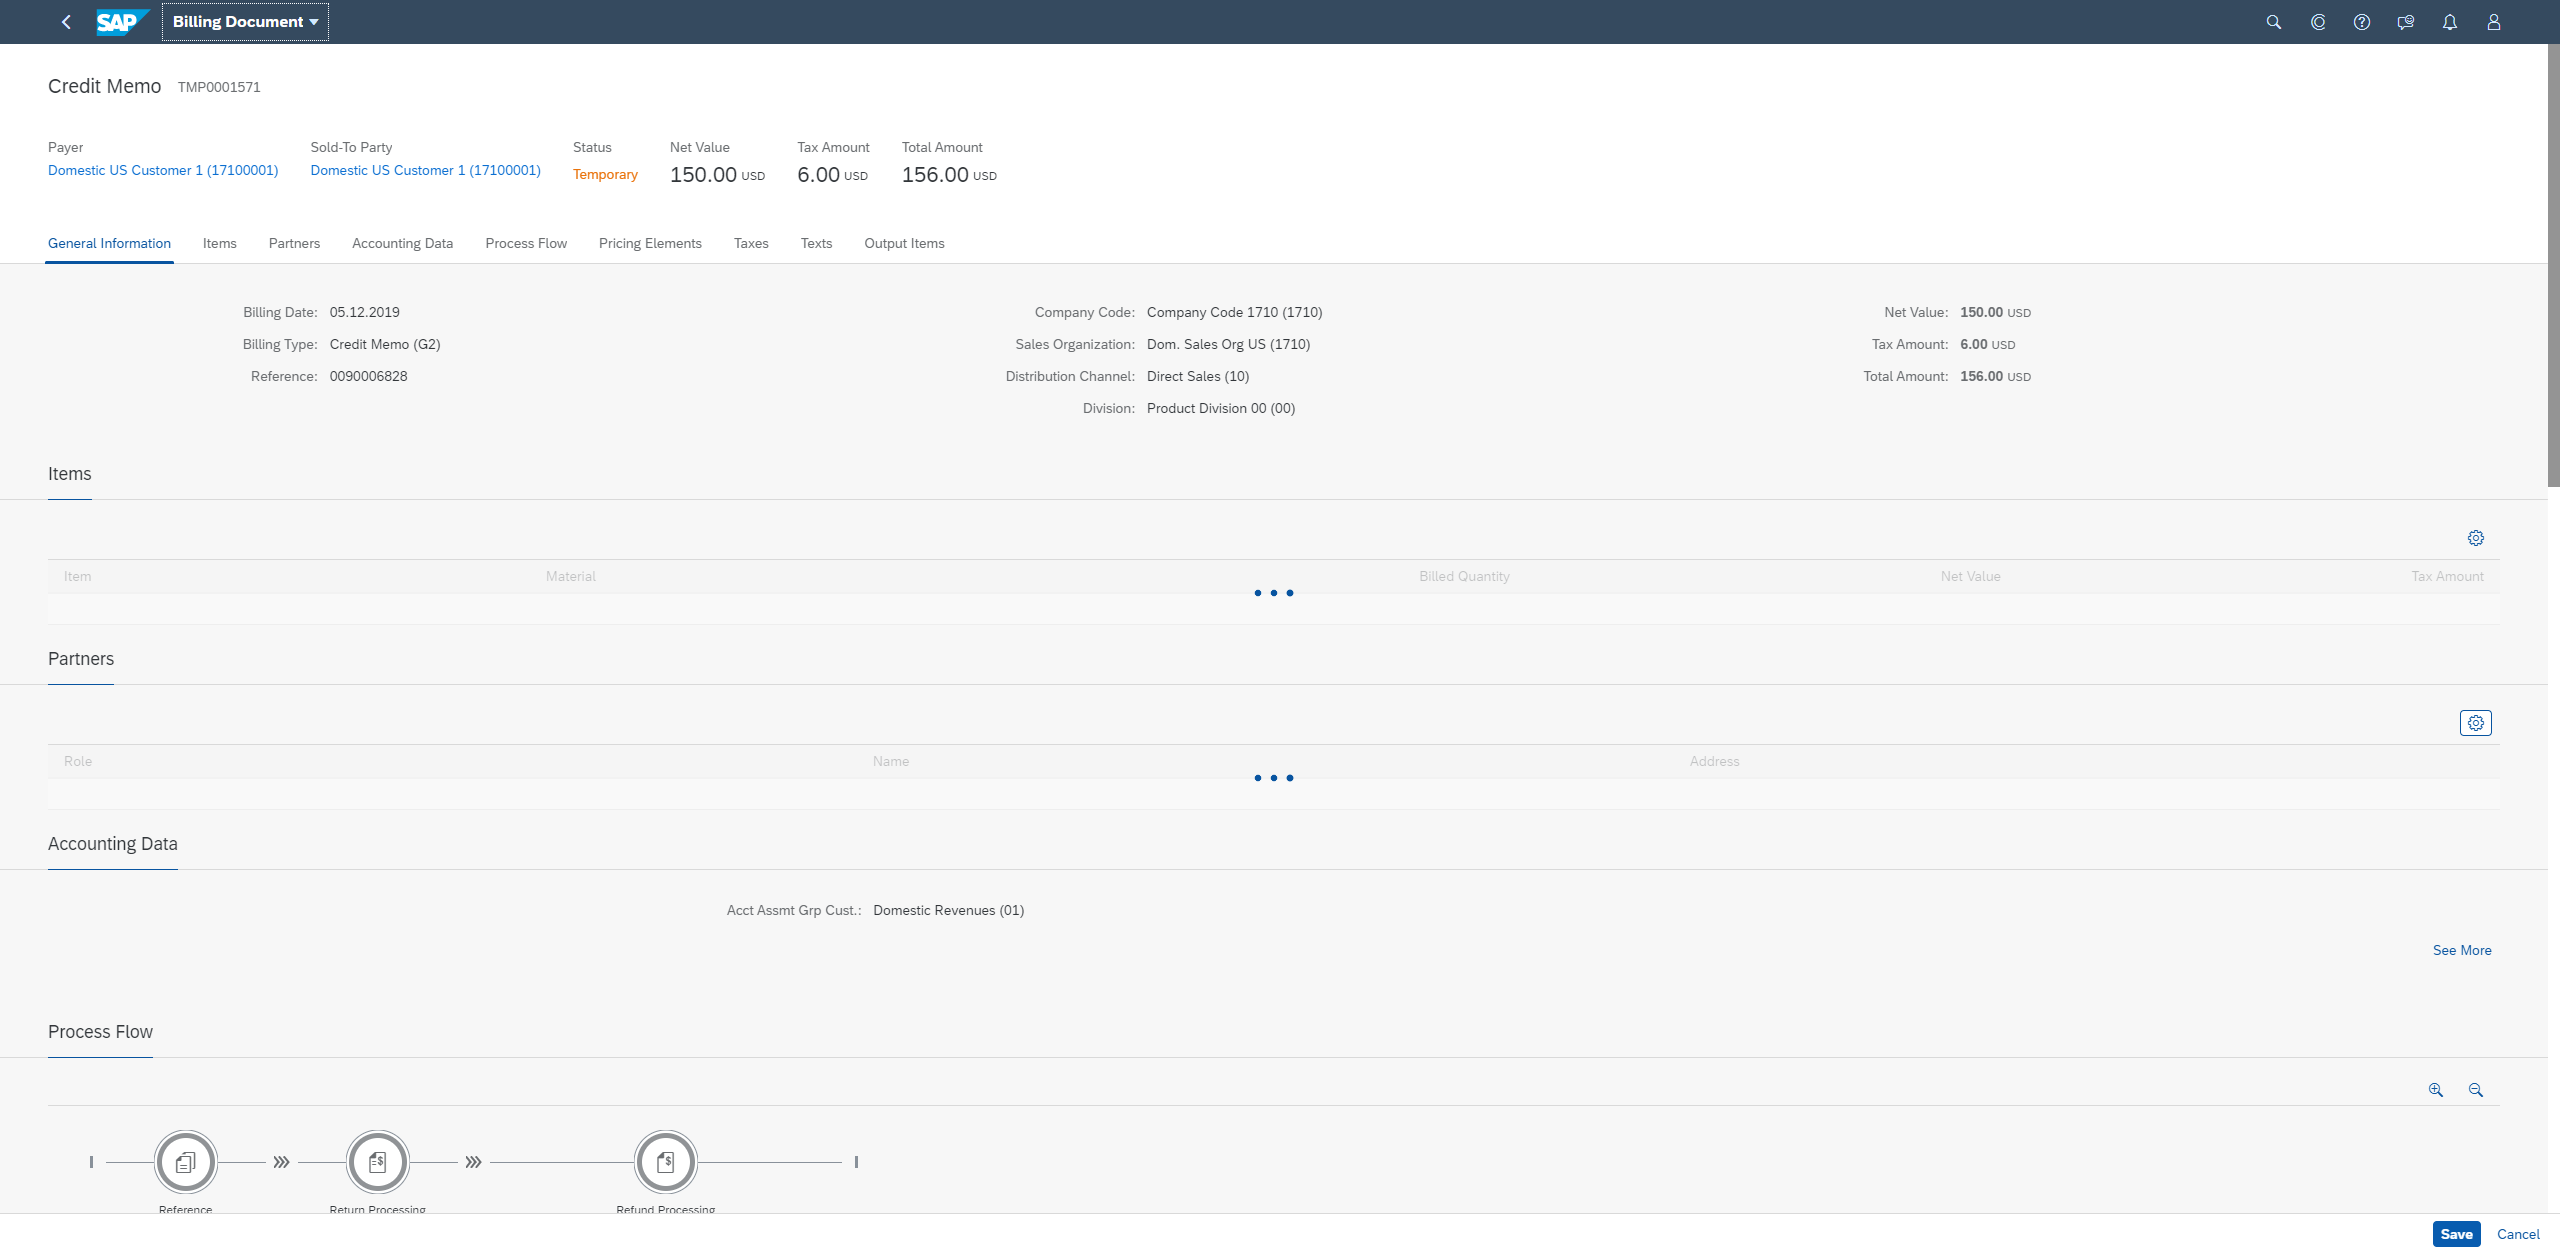 SAP Billing Document
Credit Memo TMP0001571
Payer Sold-To Party Status Net Value Tax Amount Total Amount
Domestic US Customer 1 (17100001) Domestic US Customer 1 (17100001) Temporary 150.00 USD 6.00 USD 156.00 USD
General Information Items Partners Accounting Data Process Flow Pricing Elements Taxes Texts Output Items
Billing Date: 05.12.2019 Company Code: Company Code 1710 (1710) Net Value: 150.00 USD
Billing Type: Credit Memo (G2) Sales Organization: Dom. Sales Org US (1710) Tax Amount: 6.00 USD
Reference: 0090006828 Distribution Channel: Direct Sales (10) Total Amount: 156.00 USD
Division: Product Division 00 (00)
Items
Item Material Billed Quantity Net Value Tax Amount
Partners
Role Name Address
Accounting Data
Acct Assmt Grp Cust.: Domestic Revenues (01)
See More
Process Flow
Reference Return Processing Refund Processing
Save Cancel